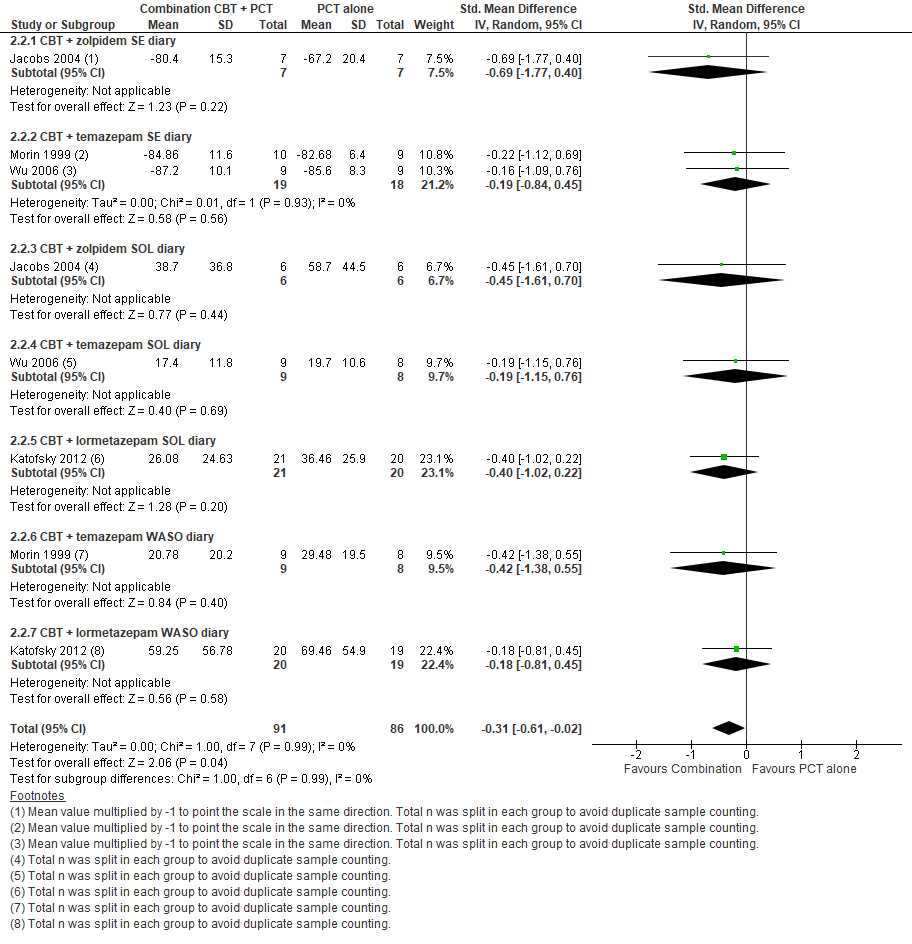 Combination CBT + PCT PCT alone Std. Mean Difference Std. Mean Difference
Study or Subgroup Mean SD Total Mean SD Total Weight IV, Random, 95% CI IV, Random, 95% CI
2.2.1 CBT + zolpidem SE diary
Jacobs 2004 (1) -80.4 15.3 7 -67.2 20.4 7 7.5% -0.69 [-1.77, 0.40]
Subtotal (95% CI) 7 7 7.5% -0.69 [-1.77, 0.40]
Heterogeneity: Not applicable
Test for overall effect: Z = 1.23 (P = 0.22)
2.2.2 CBT + temazepam SE diary
Morin 1999 (2) -84.86 11.6 10 -82.68 6.4 9 10.8% -0.22 [-1.12, 0.69]
Wu 2006 (3) -87.2 10.1 9 -85.6 8.3 9 10.3% -0.16 [-1.09, 0.76]
Subtotal (95% CI) 19 18 21.2% -0.19 [-0.84, 0.45]
Heterogeneity: Tau² = 0.00; Chi² = 0.01, df = 1 (P = 0.93); I² = 0%
Test for overall effect: Z = 0.58 (P = 0.56)
2.2.3 CBT + zolpidem SOL diary
Jacobs 2004 (4) 38.7 36.8 6 58.7 44.5 6 6.7% -0.45 [-1.61, 0.70]
Subtotal (95% CI) 6 6 6.7% -0.45 [-1.61, 0.70]
Heterogeneity: Not applicable
Test for overall effect: Z = 0.77 (P = 0.44)
2.2.4 CBT + temazepam SOL diary
Wu 2006 (5) 17.4 11.8 9 19.7 10.6 8 9.7% -0.19 [-1.15, 0.76]
Subtotal (95% CI) 9 8 9.7% -0.19 [-1.15, 0.76]
Heterogeneity: Not applicable
Test for overall effect: Z = 0.40 (P = 0.69)
2.2.5 CBT + lormetazepam SOL diary
Katofsky 2012 (6) 26.08 24.63 21 36.46 25.9 20 23.1% -0.40 [-1.02, 0.22]
Subtotal (95% CI) 21 20 23.1% -0.40 [-1.02, 0.22]
Heterogeneity: Not applicable
Test for overall effect: Z = 1.28 (P = 0.20)
2.2.6 CBT + temazepam WASO diary
Morin 1999 (7) 20.78 20.2 9 29.48 19.5 8 9.5% -0.42 [-1.38, 0.55]
Subtotal (95% CI) 9 8 9.5% -0.42 [-1.38, 0.55]
Heterogeneity: Not applicable
Test for overall effect: Z = 0.84 (P = 0.40)
2.2.7 CBT + lormetazepam WASO diary
Katofsky 2012 (8) 59.25 56.78 20 69.46 54.9 19 22.4% -0.18 [-0.81, 0.45]
Subtotal (95% CI) 20 19 22.4% -0.18 [-0.81, 0.45]
Heterogeneity: Not applicable
Test for overall effect: Z = 0.56 (P = 0.58)
Total (95% CI) 91 86 100.0% -0.31 [-0.61, -0.02]
Heterogeneity: Tau² = 0.00; Chi² = 1.00, df = 7 (P = 0.99); I² = 0%
Test for overall effect: Z = 2.06 (P = 0.04)
Test for subgroup differences: Chi² = 1.00, df = 6 (P = 0.99), I² = 0%
-2 -1 0 1 2
Favours Combination Favours PCT alone
Footnotes
(1) Mean value multiplied by -1 to point the scale in the same direction. Total n was split in each group to avoid duplicate sample counting.
(2) Mean value multiplied by -1 to point the scale in the same direction. Total n was split in each group to avoid duplicate sample counting.
(3) Mean value multiplied by -1 to point the scale in the same direction. Total n was split in each group to avoid duplicate sample counting.
(4) Total n was split in each group to avoid duplicate sample counting.
(5) Total n was split in each group to avoid duplicate sample counting.
(6) Total n was split in each group to avoid duplicate sample counting.
(7) Total n was split in each group to avoid duplicate sample counting.
(8) Total n was split in each group to avoid duplicate sample counting.